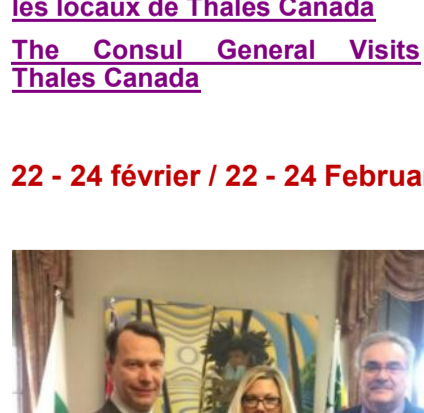 les locaux de Thales Canada
The Consul General Visits
Thales Canada
22 - 24 février / 22 - 24 Februa